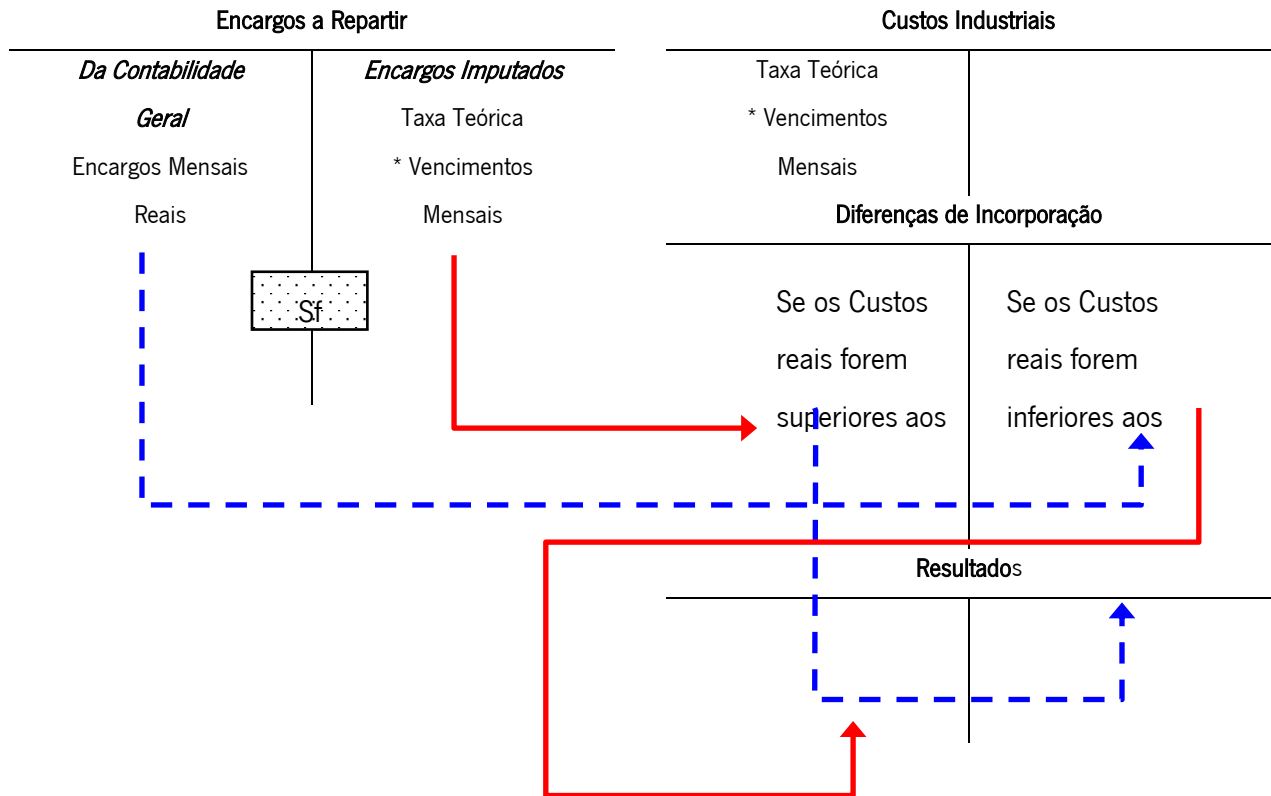 Encargos a Repartir
Da Contabilidade
Geral
Encargos Mensais
Reais
Encargos Imputados
Taxa Teórica
* Vencimentos
Mensais
Sf
Custos Industriais
Taxa Teórica
* Vencimentos
Mensais
Diferenças de Incorporação
Se os Custos
reais forem
superiores aos
Se os Custos
reais forem
inferiores aos
Resultados